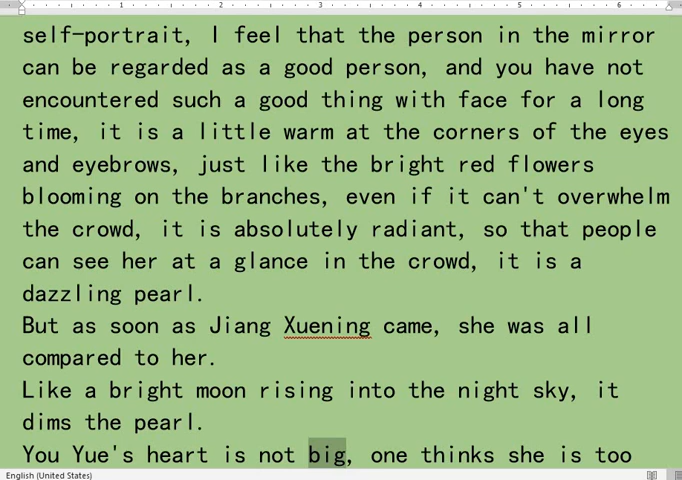 1 2 3 4 5 6
self-portrait, I feel that the person in the mirror
can be regarded as a good person, and you have not
encountered such a good thing with face for a long
time, it is a little warm at the corners of the eyes
and eyebrows, just like the bright red flowers
blooming on the branches, even if it can't overwhelm
the crowd, it is absolutely radiant, so that people
can see her at a glance in the crowd, it is a
dazzling pearl.
But as soon as Jiang Xuening came, she was all
compared to her.
Like a bright moon rising into the night sky, it
dims the pearl.
You Yue's heart is not big, one thinks she is too
English (United States)